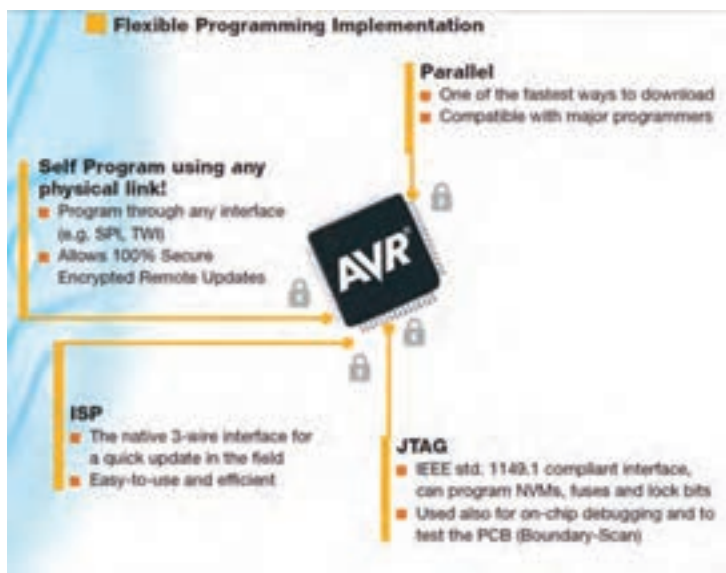 Flexible Programming Implementation
Parallel
One of the fastest ways to download
Compatible with major programmers
Self Program using any
physical link!
Program through any interface
(e.g. SPI, TWI)
Allows 100% Secure
Encrypted Remote Updates
AVR®
ISP
The native 3-wire interface for
a quick update in the field
Easy-to-use and efficient
JTAG
IEEE std. 1149.1 compliant interface,
can program NVMs, fuses and lock bits
Used also for on-chip debugging and to
test the PCB (Boundary-Scan)